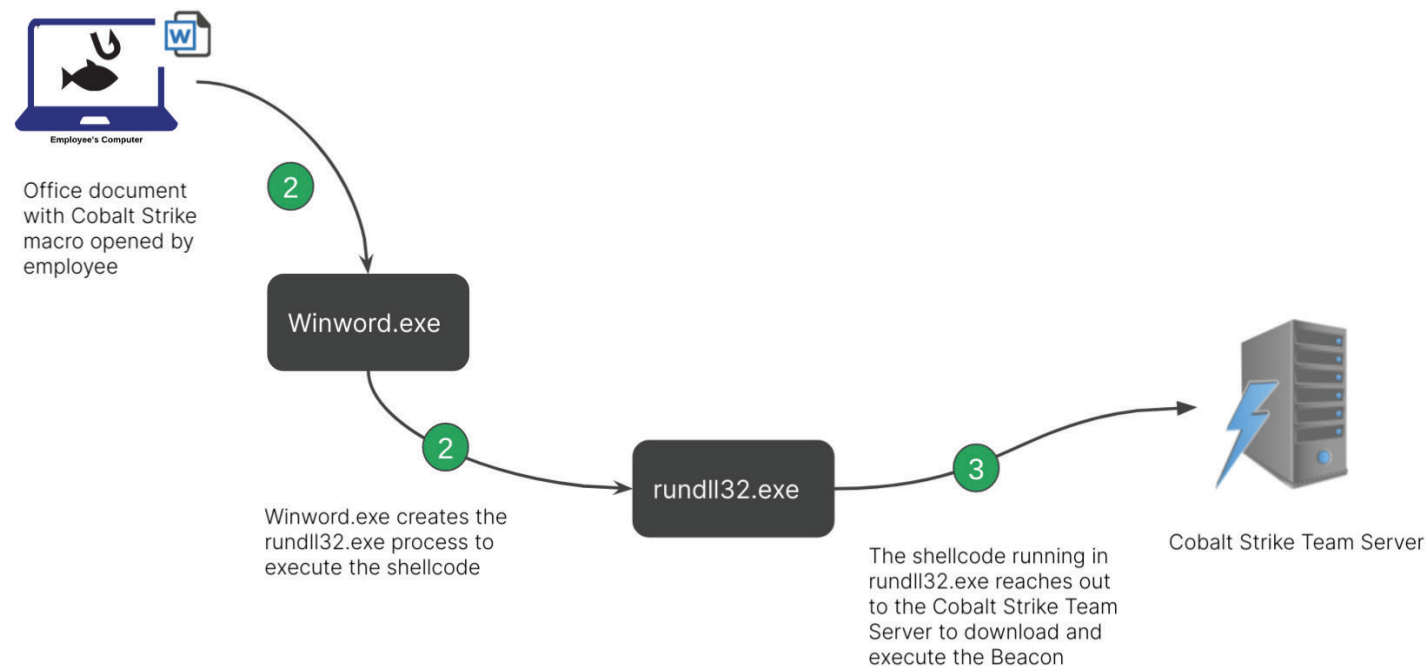 W
Employee's Computer
Office document
with Cobalt Strike
macro opened by
employee
2
Winword.exe
2
Winword.exe creates the
rundll32.exe process to
execute the shellcode
rundll32.exe
3
The shellcode running in
rundll32.exe reaches out
to the Cobalt Strike Team
Server to download and
execute the Beacon
Cobalt Strike Team Server